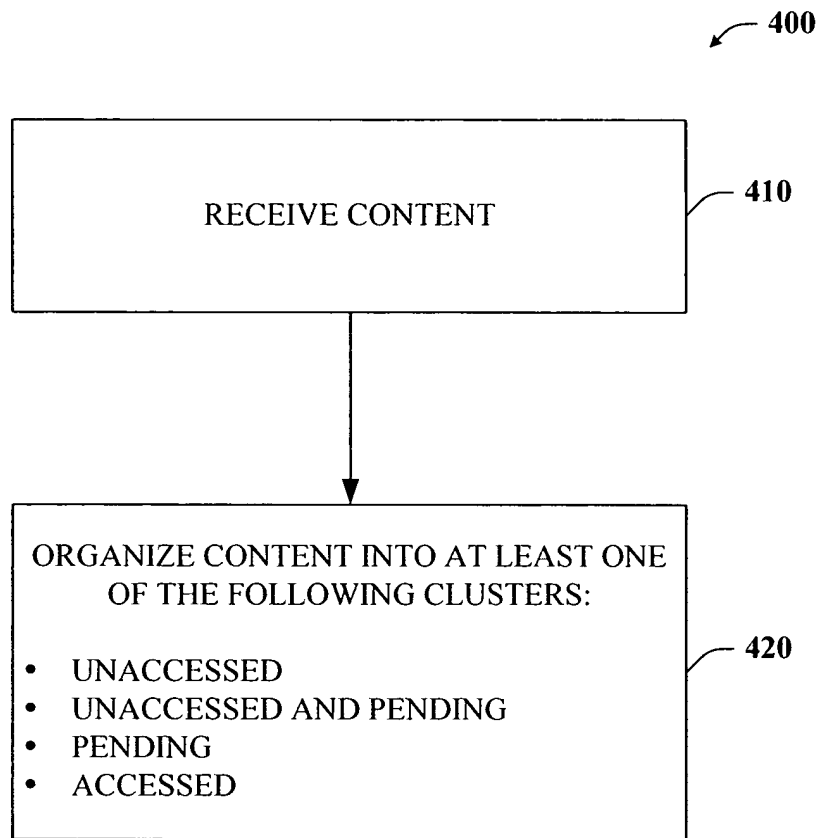 400
RECEIVE CONTENT
410
ORGANIZE CONTENT INTO AT LEAST ONE
OF THE FOLLOWING CLUSTERS:
• UNACCESSED
• UNACCESSED AND PENDING
• PENDING
• ACCESSED
420